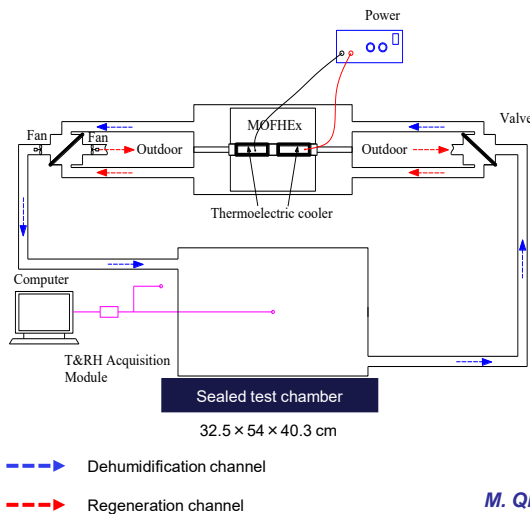 Power
MOFHEx
Valve
Fan
Fan
Outdoor
Outdoor
Thermoelectric cooler
Computer
T&RH Acquisition
Module
Sealed test chamber
32.5 × 54 × 40.3 cm
Dehumidification channel
Regeneration channel